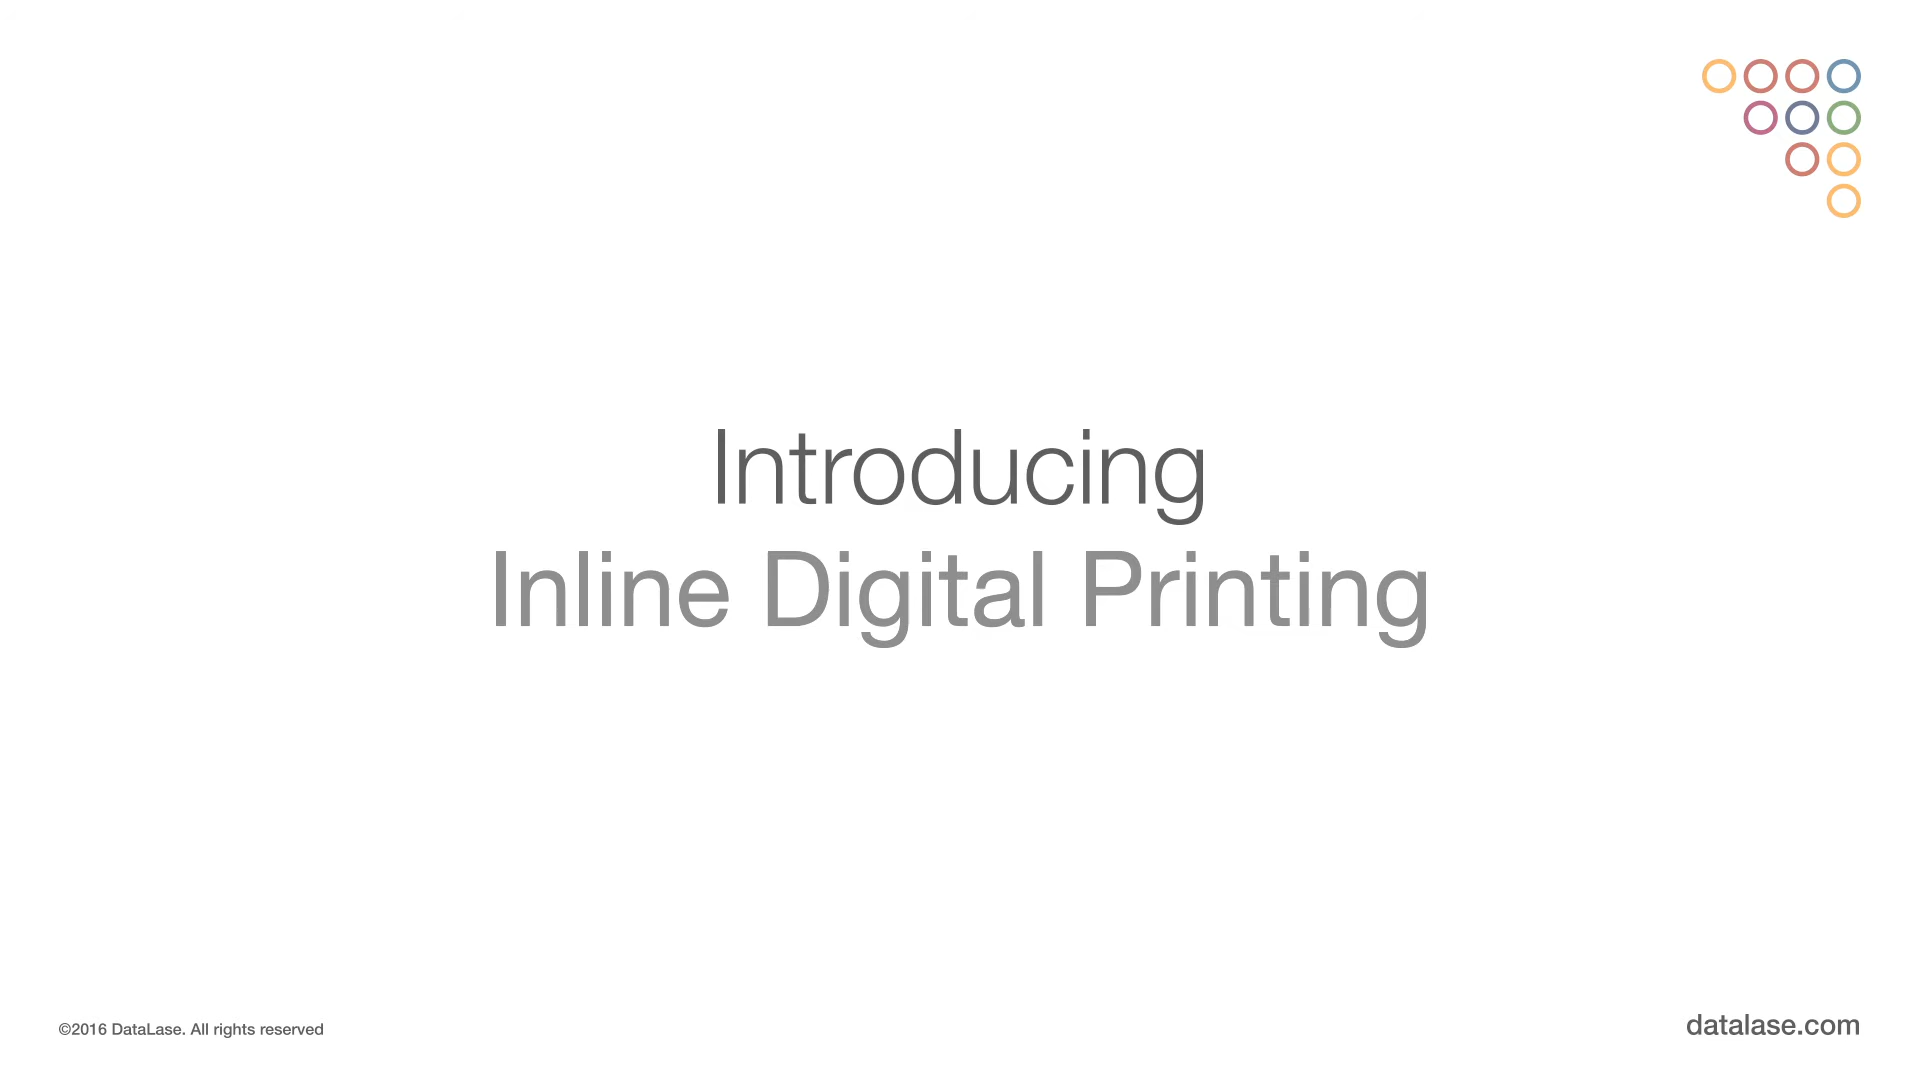 Introducing
Inline Digital Printing
©2016 DataLase. All rights reserved
datalase.com